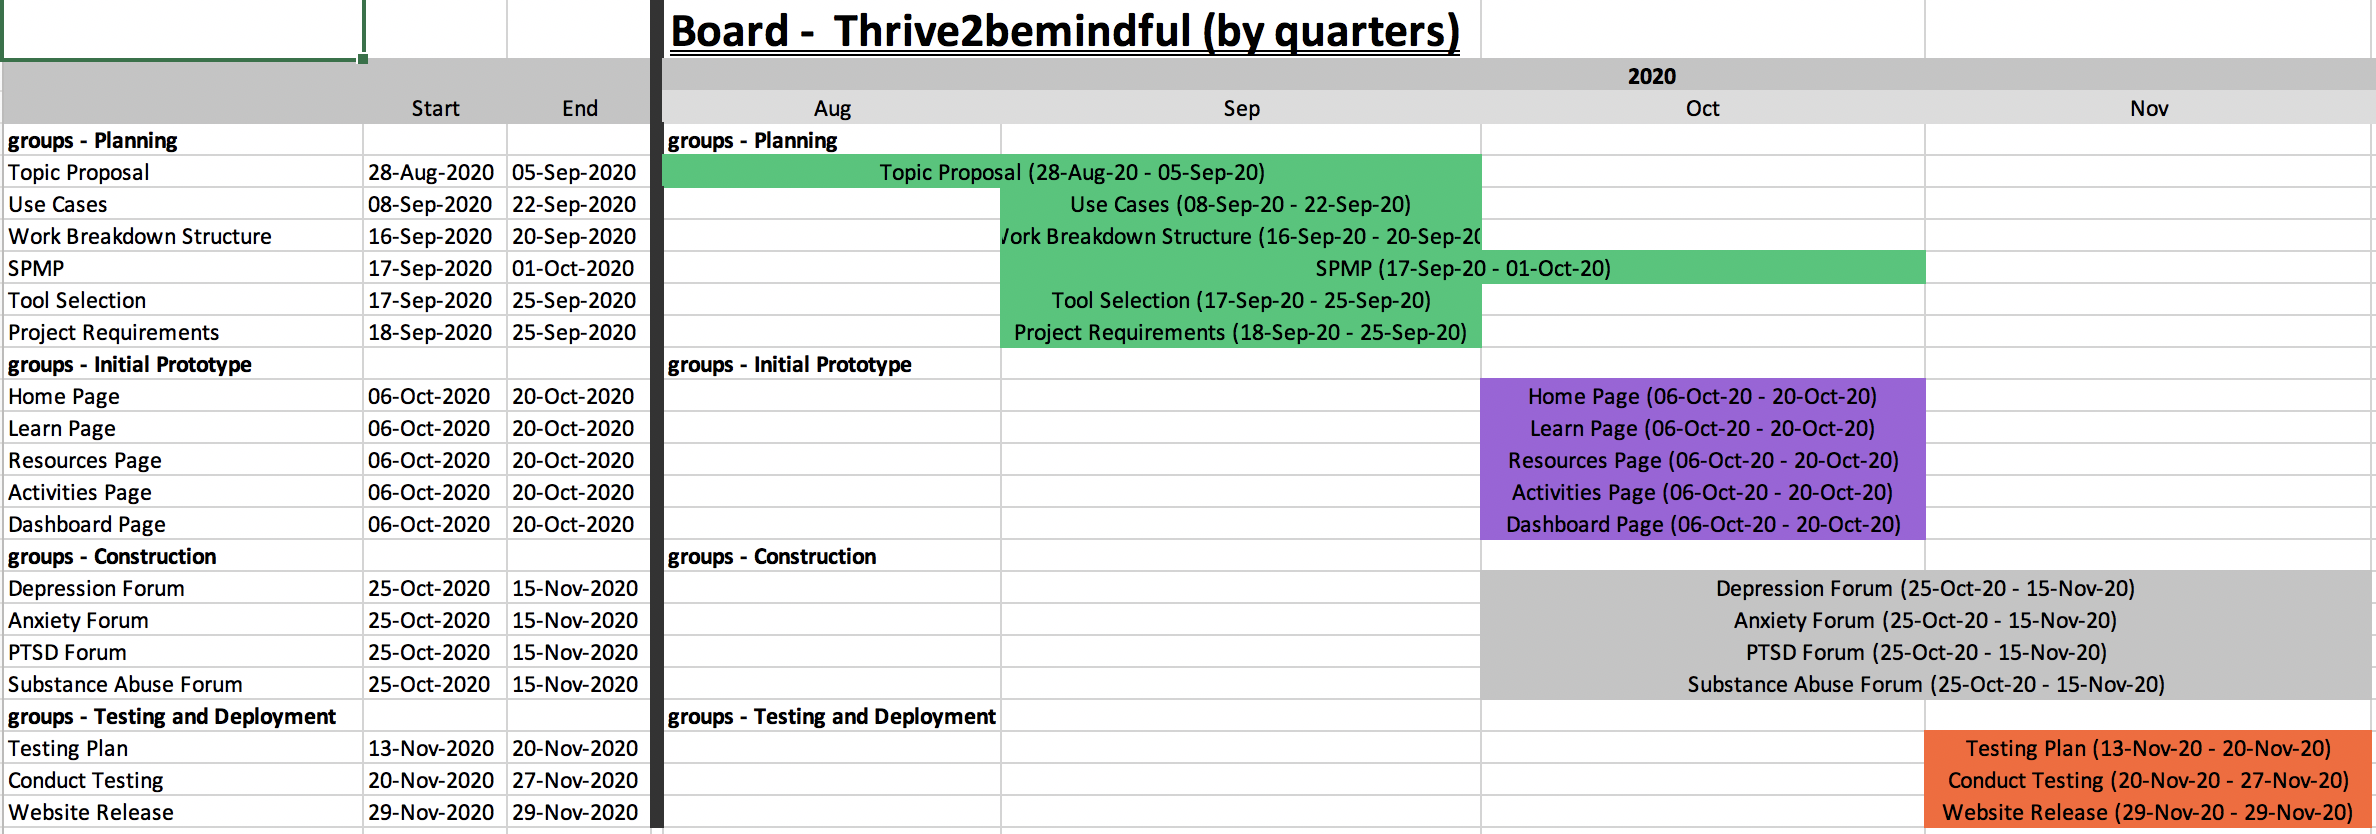 Board - Thrive2bemindful (by quarters)
2020
Start End Aug Sep Oct Nov
groups - Planning groups - Planning
Topic Proposal 28-Aug-2020 05-Sep-2020 Topic Proposal (28-Aug-20 - 05-Sep-20)
Use Cases 08-Sep-2020 22-Sep-2020 Use Cases (08-Sep-20 - 22-Sep-20)
Work Breakdown Structure 16-Sep-2020 20-Sep-2020 Breakdown Structure (16-Sep-20 - 20-Sep-20
SPMP 17-Sep-2020 01-Oct-2020 SPMP (17-Sep-20 - 01-Oct-20)
Tool Selection 17-Sep-2020 25-Sep-2020 Tool Selection (17-Sep-20 - 25-Sep-20)
Project Requirements 18-Sep-2020 25-Sep-2020 Project Requirements (18-Sep-20 - 25-Sep-20)
groups - Initial Prototype groups - Initial Prototype
Home Page 06-Oct-2020 20-Oct-2020 Home Page (06-Oct-20 - 20-Oct-20)
Learn Page 06-Oct-2020 20-Oct-2020 Learn Page (06-Oct-20 - 20-Oct-20)
Resources Page 06-Oct-2020 20-Oct-2020 Resources Page (06-Oct-20 - 20-Oct-20)
Activities Page 06-Oct-2020 20-Oct-2020 Activities Page (06-Oct-20 - 20-Oct-20)
Dashboard Page 06-Oct-2020 20-Oct-2020 Dashboard Page (06-Oct-20 - 20-Oct-20)
groups - Construction groups - Construction
Depression Forum 25-Oct-2020 15-Nov-2020 Depression Forum (25-Oct-20 - 15-Nov-20)
Anxiety Forum 25-Oct-2020 15-Nov-2020 Anxiety Forum (25-Oct-20 - 15-Nov-20)
PTSD Forum 25-Oct-2020 15-Nov-2020 PTSD Forum (25-Oct-20 - 15-Nov-20)
Substance Abuse Forum 25-Oct-2020 15-Nov-2020 Substance Abuse Forum (25-Oct-20 - 15-Nov-20)
groups - Testing and Deployment groups - Testing and Deployment
Testing Plan 13-Nov-2020 20-Nov-2020 Testing Plan (13-Nov-20 - 20-Nov-20)
Conduct Testing 20-Nov-2020 27-Nov-2020 Conduct Testing (20-Nov-20 - 27-Nov-20)
Website Release 29-Nov-2020 29-Nov-2020 Website Release (29-Nov-20 - 29-Nov-20)